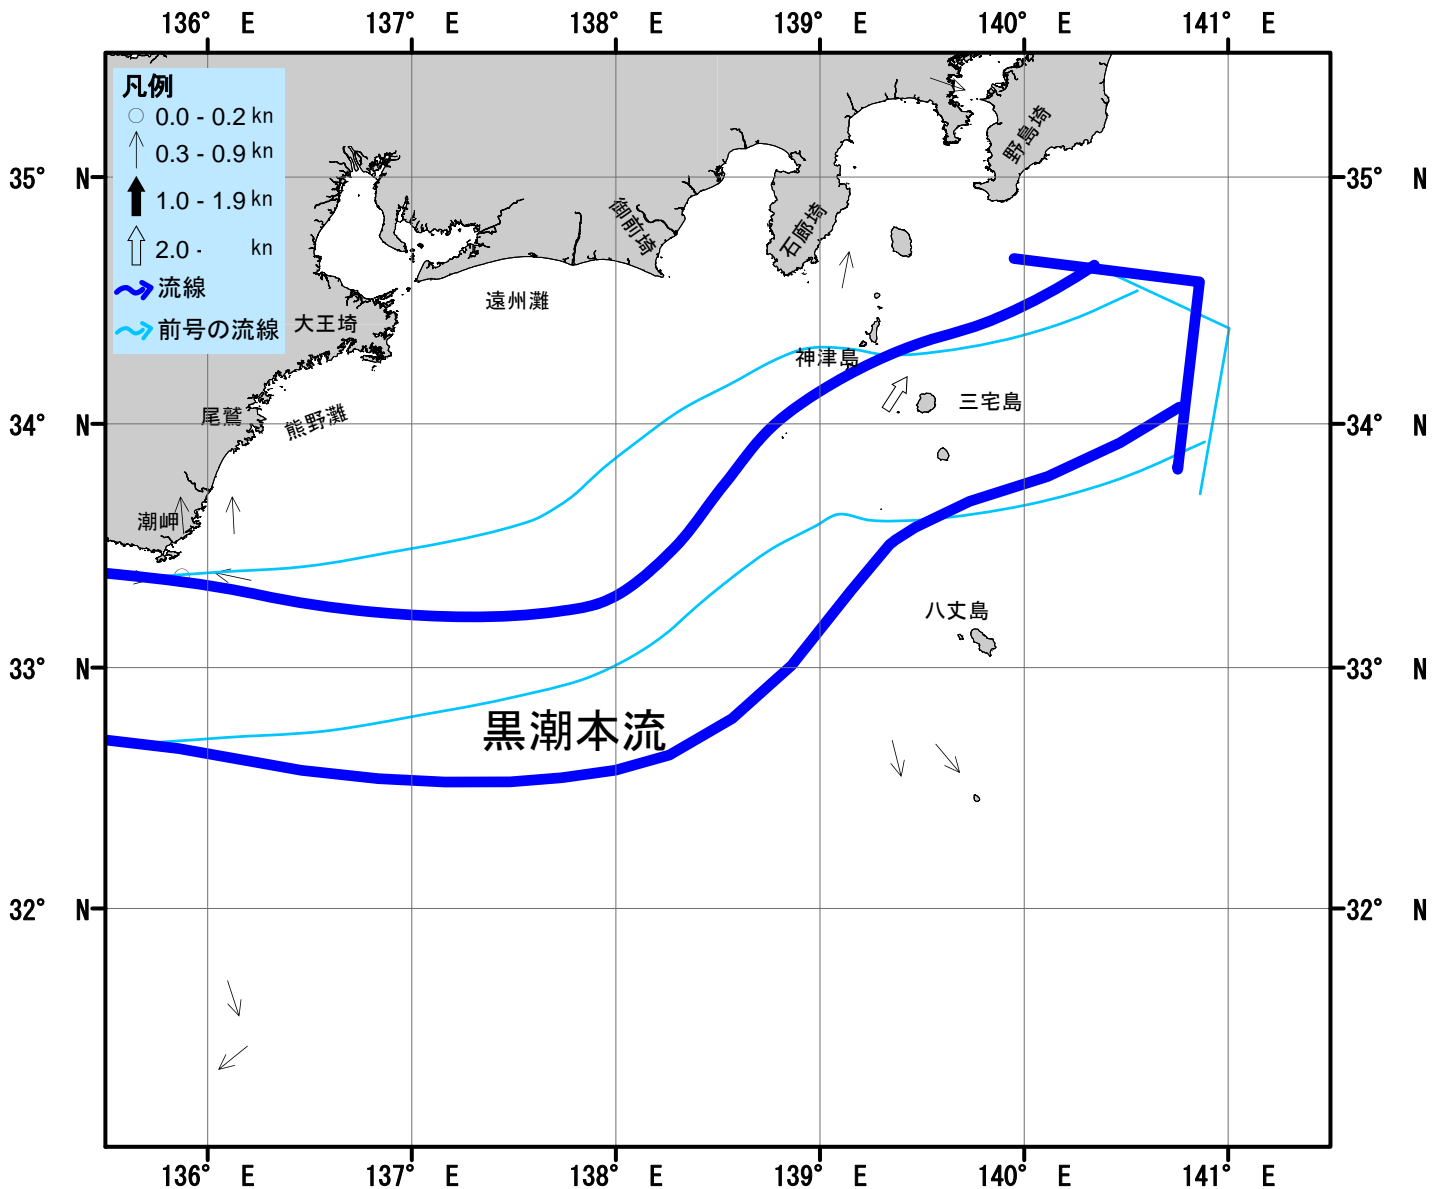 136° E 137° E 138° E 139° E 140° E 141° E
凡例
0.0 - 0.2 kn
0.3 - 0.9 kn
1.0 - 1.9 kn
2.0 - kn
流線
前号の流線
野島埼
35° N 35° N
御前埼
石廊埼
遠州灘
大王埼
神津島
三宅島
尾鷲
熊野灘
34° N 34° N
潮岬
八丈島
33° N 33° N
黒潮本流
32° N 32° N
136° E 137° E 138° E 139° E 140° E 141° E